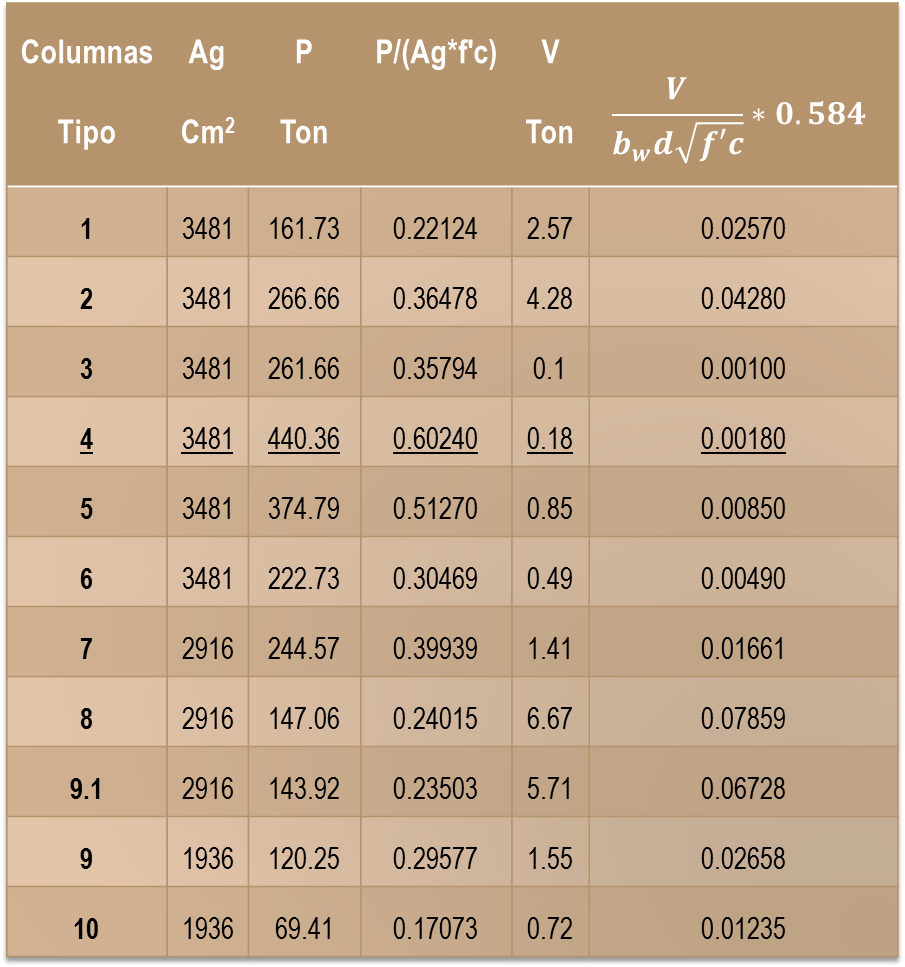 Columnas Ag P P/(Ag*f'c) V V/(b_w d√f'c) * 0.584
Tipo Cm² Ton Ton
1 3481 161.73 0.22124 2.57 0.02570
2 3481 266.66 0.36478 4.28 0.04280
3 3481 261.66 0.35794 0.1 0.00100
4 3481 440.36 0.60240 0.18 0.00180
5 3481 374.79 0.51270 0.85 0.00850
6 3481 222.73 0.30469 0.49 0.00490
7 2916 244.57 0.39939 1.41 0.01661
8 2916 147.06 0.24015 6.67 0.07859
9.1 2916 143.92 0.23503 5.71 0.06728
9 1936 120.25 0.29577 1.55 0.02658
10 1936 69.41 0.17073 0.72 0.01235